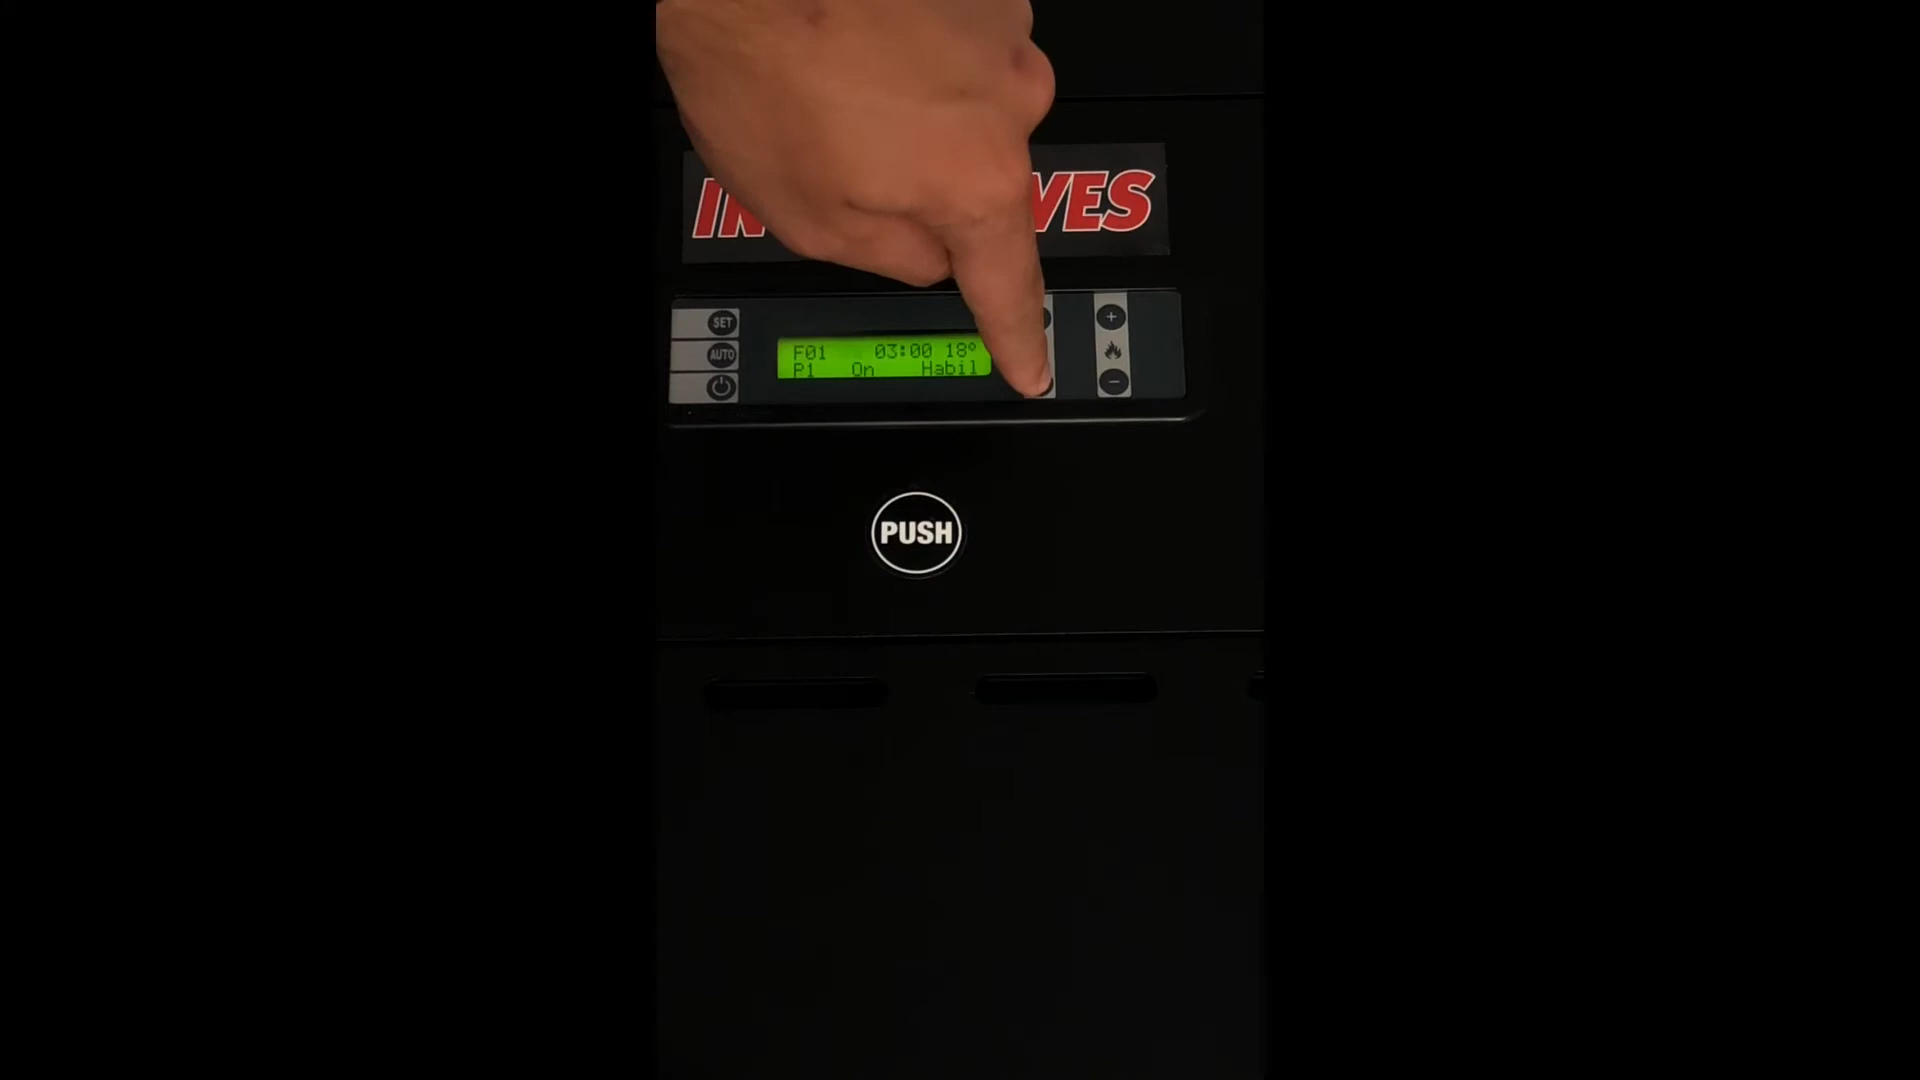 SET
AUTO
F01 03:00 18°
P1 On Habil
+
−
PUSH